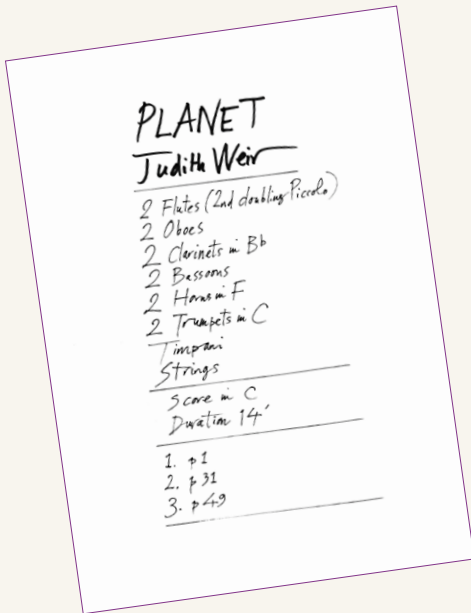 PLANET
Judith Weir
2 Flutes (2nd doubling Piccolo)
2 Oboes
2 Clarinets in Bb
2 Bassoons
2 Horns in F
2 Trumpets in C
Timpani
Strings
Score in C
Duration 14'
1. p1
2. p31
3. p49